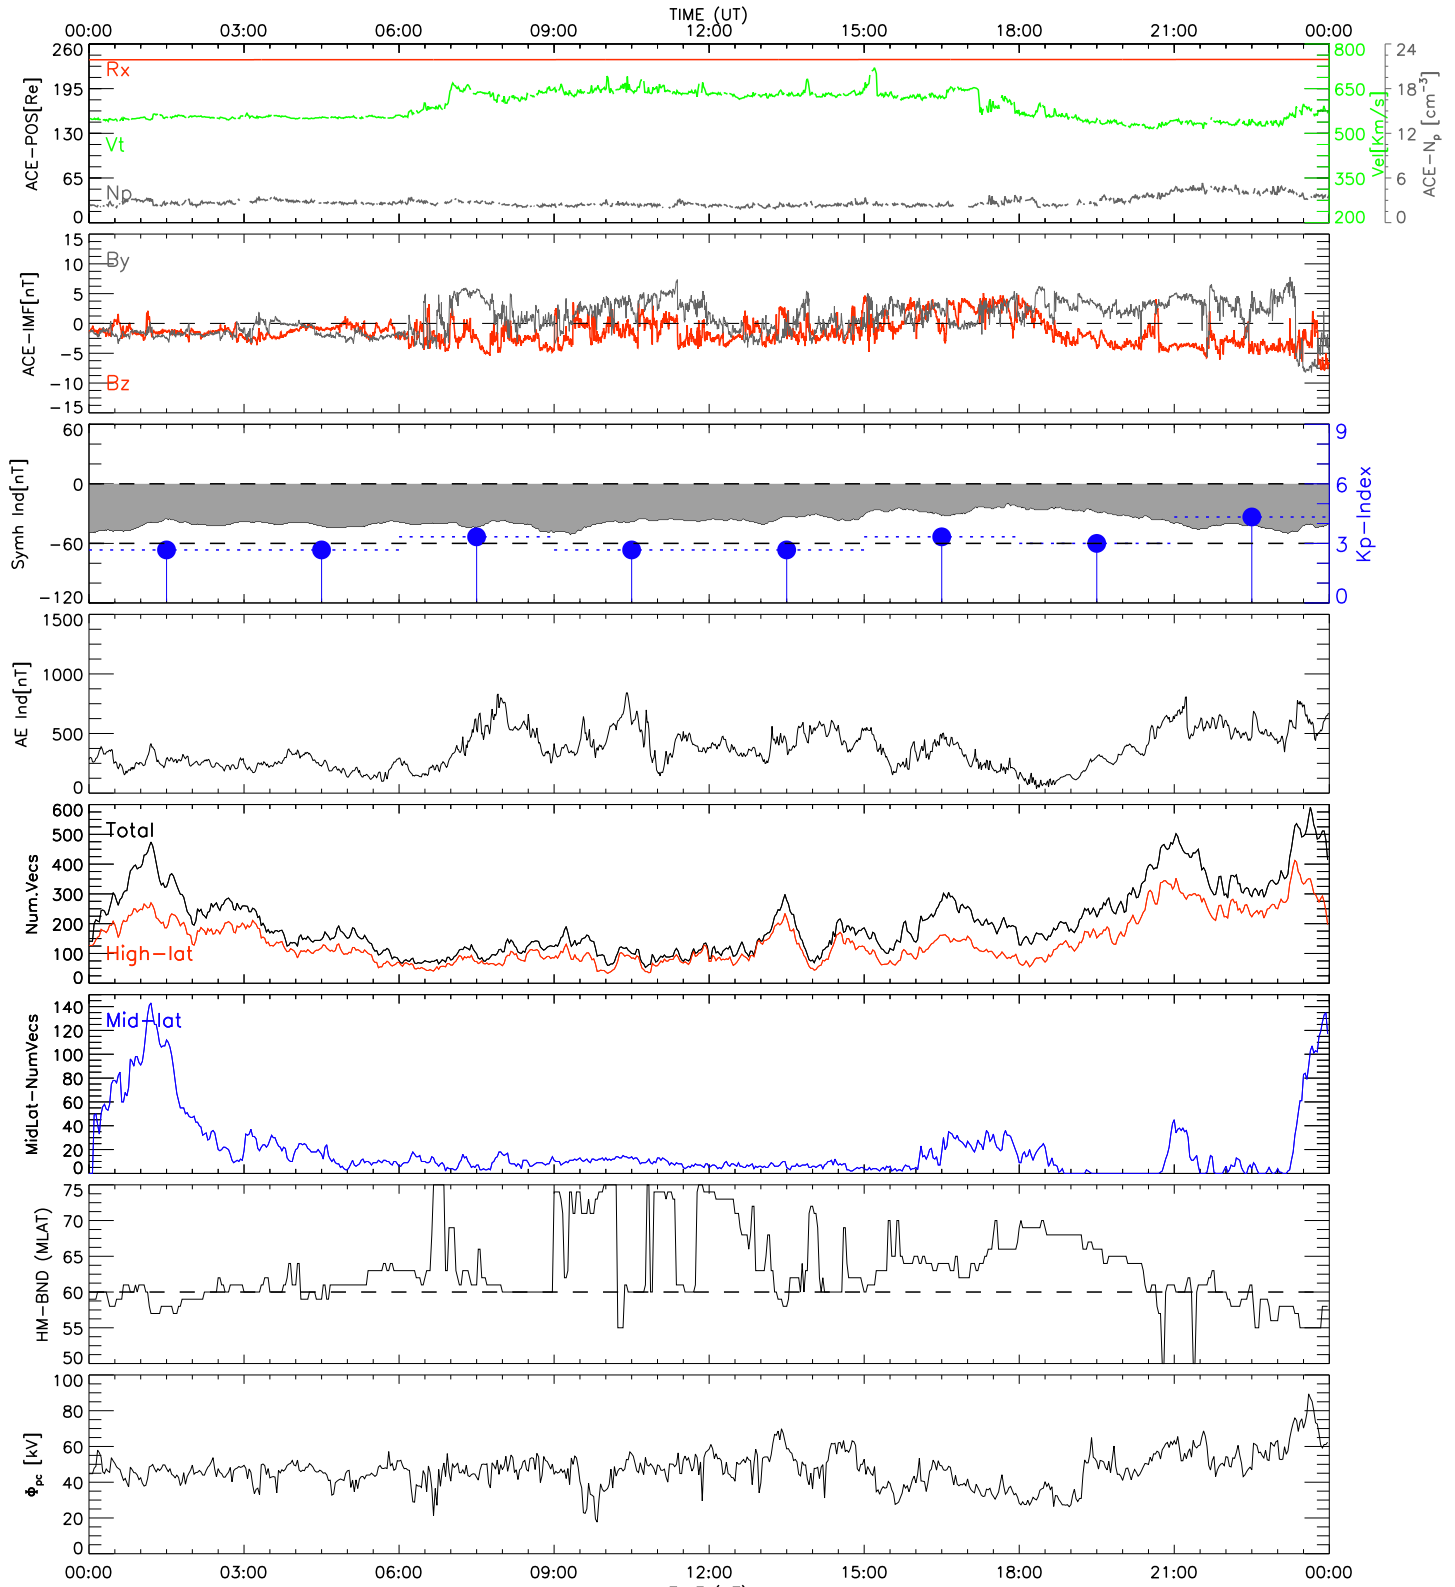 TIME (UT)
00:00 03:00 06:00 09:00 12:00 15:00 18:00 21:00 00:00
260 195 130 65 0
ACE-POS[Re]
Rx
Vt
Np
800 650 500 350 200
Vel[Km/s]
24 18 12 6 0
ACE-Np [cm-3]
15 10 5 0 -5 -10 -15
ACE-IMF[nT]
By
Bz
60 0 -60 -120
Symh Ind[nT]
9 6 3 0
Kp-Index
1500 1000 500 0
AE Ind[nT]
600 500 400 300 200 100 0
Num.Vecs
Total
High-lat
140 120 100 80 60 40 20 0
MidLat-NumVecs
Mid-lat
75 70 65 60 55 50
HM-BND (MLAT)
100 80 60 40 20 0
Φpc [kV]
00:00 03:00 06:00 09:00 12:00 15:00 18:00 21:00 00:00